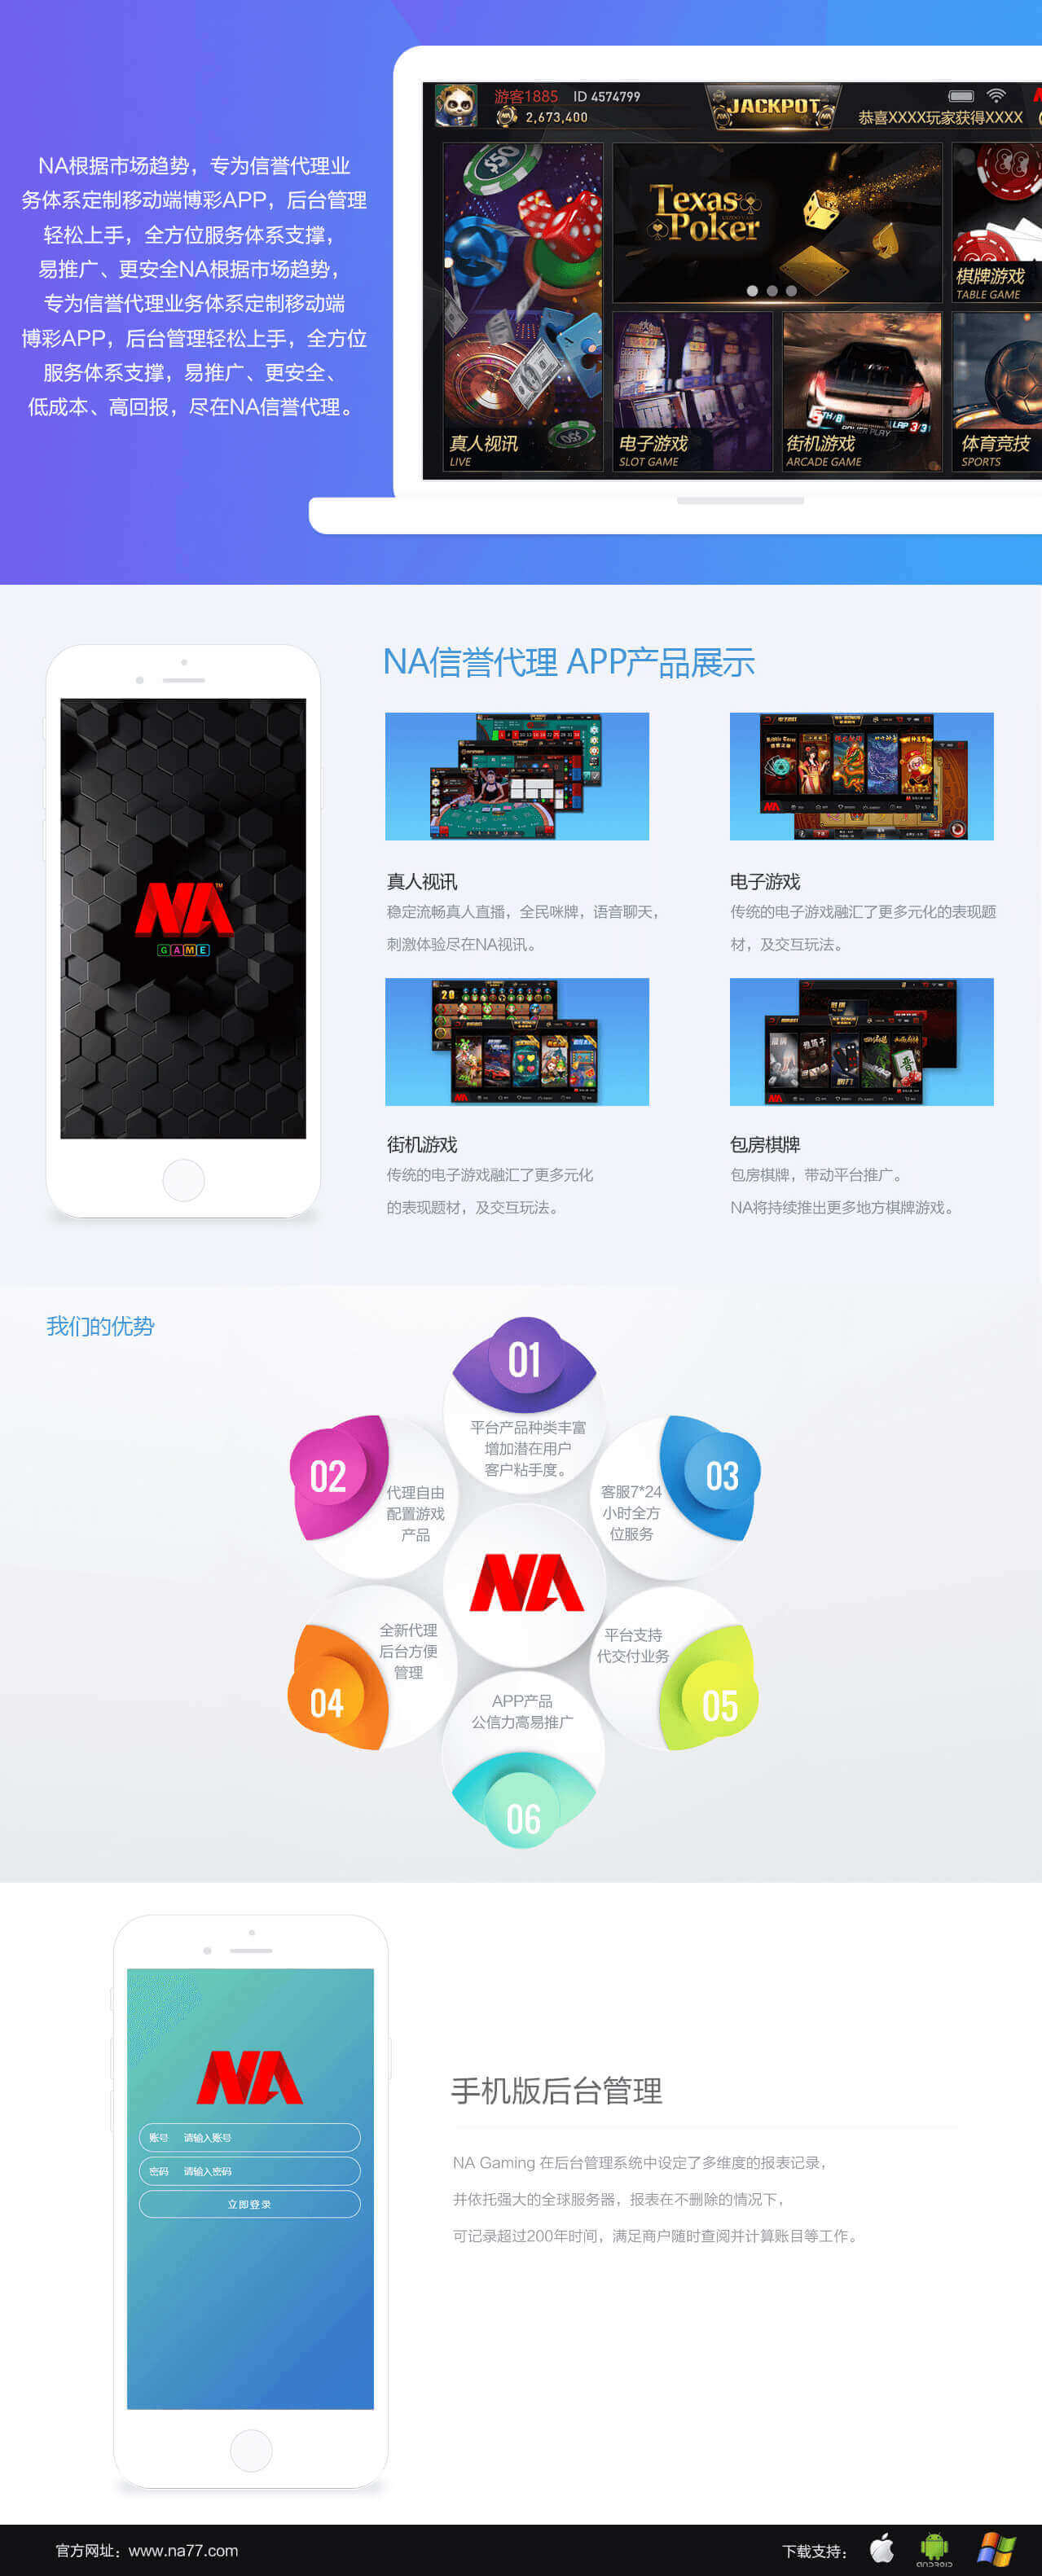 NA根据市场趋势，专为信誉代理业
务体系定制移动端博彩APP，后台管理
轻松上手，全方位服务体系支撑，
易推广、更安全NA根据市场趋势，
专为信誉代理业务体系定制移动端
博彩APP，后台管理轻松上手，全方位
服务体系支撑，易推广、更安全、
低成本、高回报，尽在NA信誉代理。
游客1885 ID 4574799
2,673,400
JACKPOT
恭喜XXXX玩家获得XXXX
Texas
Poker
真人视讯
LIVE
电子游戏
SLOT GAME
街机游戏
ARCADE GAME
棋牌游戏
TABLE GAME
体育竞技
SPORTS
NA信誉代理 APP产品展示
NA™
GAME
真人视讯
稳定流畅真人直播，全民咪牌，语音聊天，
刺激体验尽在NA视讯。
电子游戏
传统的电子游戏融汇了更多元化的表现题
材，及交互玩法。
街机游戏
传统的电子游戏融汇了更多元化
的表现题材，及交互玩法。
包房棋牌
包房棋牌，带动平台推广。
NA将持续推出更多地方棋牌游戏。
我们的优势
01
平台产品种类丰富
增加潜在用户
客户粘手度。
02
代理自由
配置游戏
产品
03
客服7*24
小时全方
位服务
NA
04
全新代理
后台方便
管理
05
平台支持
代交付业务
APP产品
公信力高易推广
06
NA
账号 请输入账号
密码 请输入密码
立即登录
手机版后台管理
NA Gaming 在后台管理系统中设定了多维度的报表记录，
并依托强大的全球服务器，报表在不删除的情况下，
可记录超过200年时间，满足商户随时查阅并计算账目等工作。
官方网址：www.na77.com
下载支持：
ANDROID